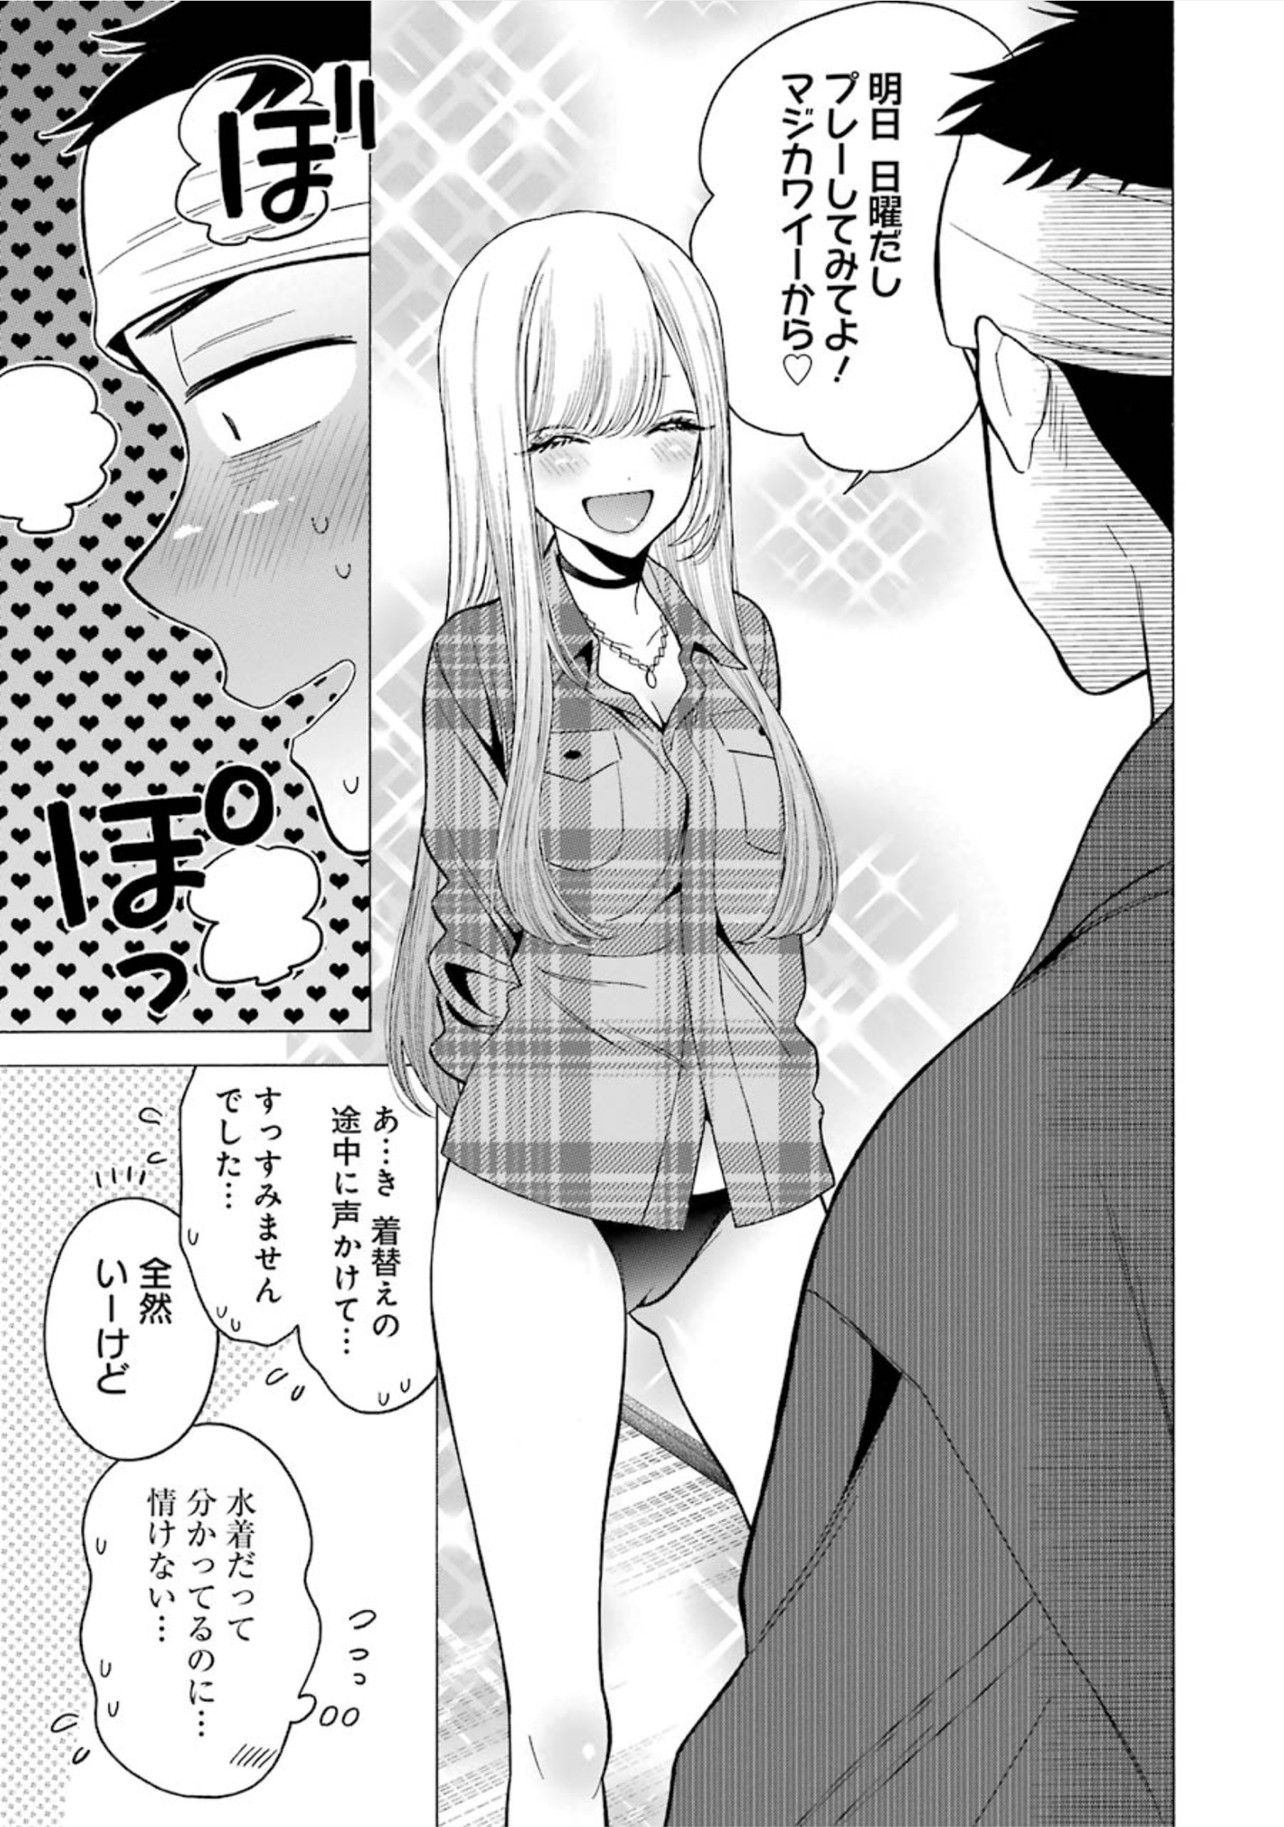 明日 日曜だし
プレーしてみてよ！
マジカワイーから♡
ぽ
ぽっ
あ…き 着替えの
途中に声かけて…
すっすみません
でした…
全然
いーけど
水着だって
分かってるのに…
情けない…